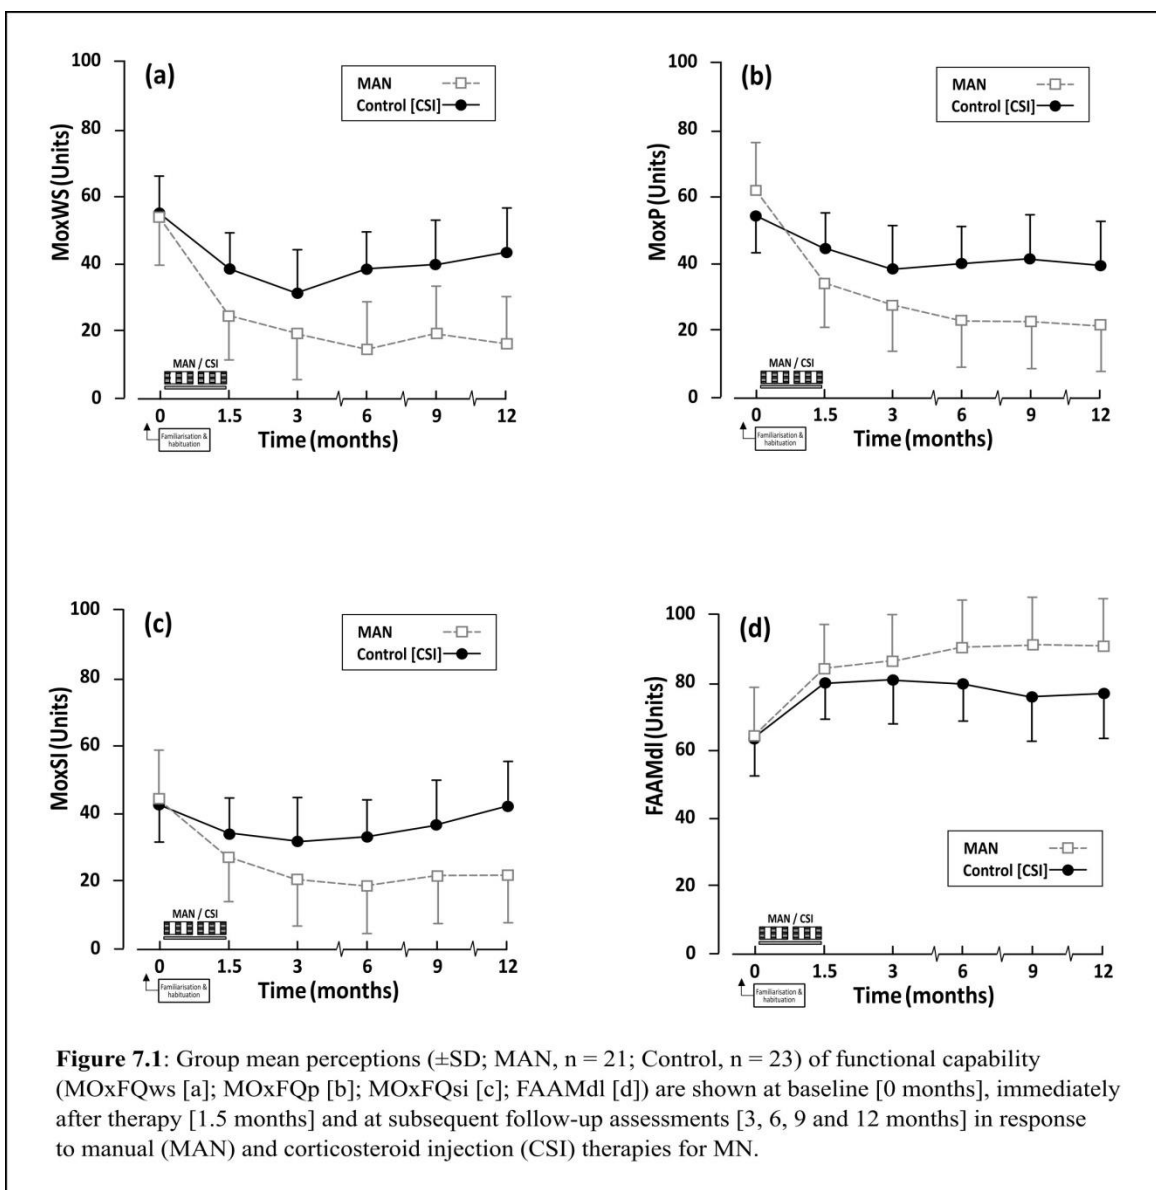 (a)
MAN
Control [CSI]
MoxWS (Units)
100
80
60
40
20
0
MAN / CSI
0 1.5 3 6 9 12
Time (months)
Familiarisation &
habituation
(b)
MAN
Control [CSI]
MoxP (Units)
100
80
60
40
20
0
MAN / CSI
0 1.5 3 6 9 12
Time (months)
Familiarisation &
habituation
(c)
MAN
Control [CSI]
MoxSI (Units)
100
80
60
40
20
0
MAN / CSI
0 1.5 3 6 9 12
Time (months)
Familiarisation &
habituation
(d)
FAAMdl (Units)
100
80
60
40
20
0
MAN
Control [CSI]
MAN / CSI
0 1.5 3 6 9 12
Time (months)
Familiarisation &
habituation
Figure 7.1: Group mean perceptions (±SD; MAN, n = 21; Control, n = 23) of functional capability
(MOxFQws [a]; MOxFQp [b]; MOxFQsi [c]; FAAMdl [d]) are shown at baseline [0 months], immediately
after therapy [1.5 months] and at subsequent follow-up assessments [3, 6, 9 and 12 months] in response
to manual (MAN) and corticosteroid injection (CSI) therapies for MN.